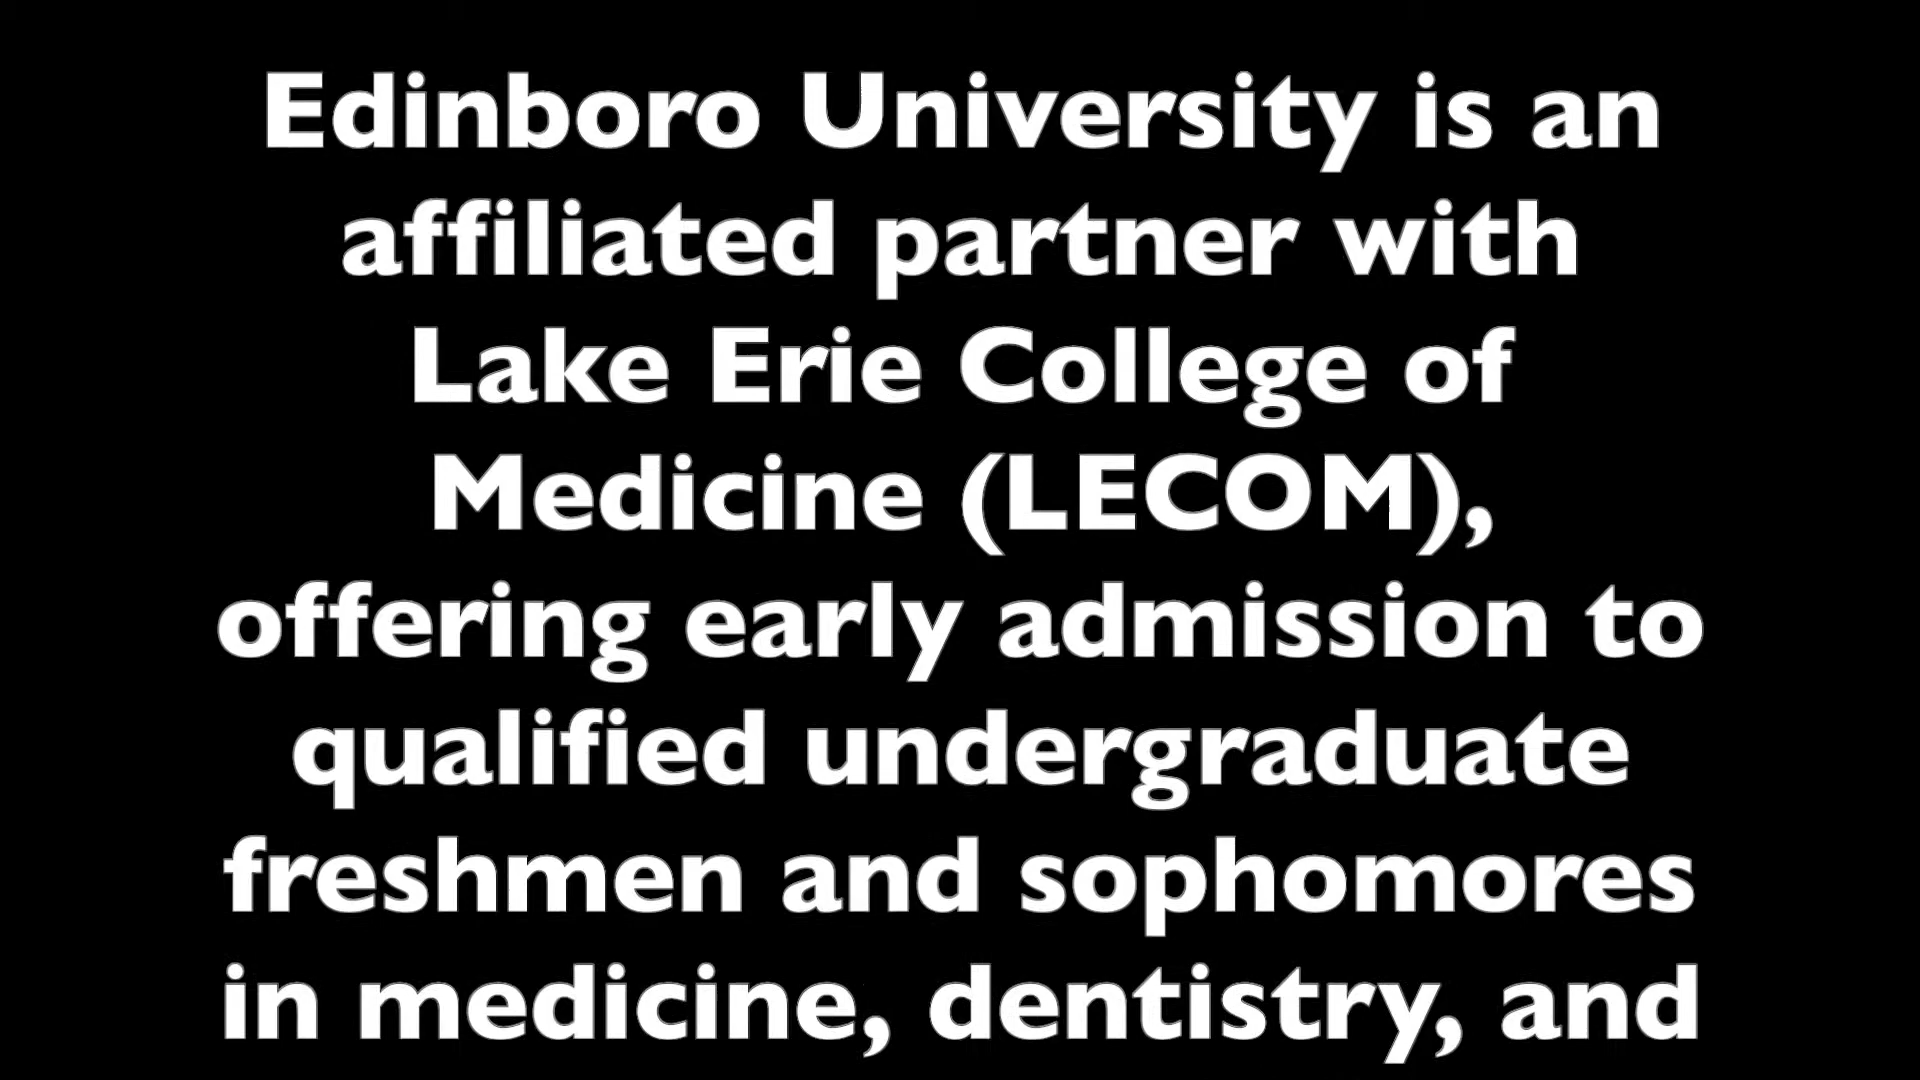 Edinboro University is an
affiliated partner with
Lake Erie College of
Medicine (LECOM),
offering early admission to
qualified undergraduate
freshmen and sophomores
in medicine, dentistry, and